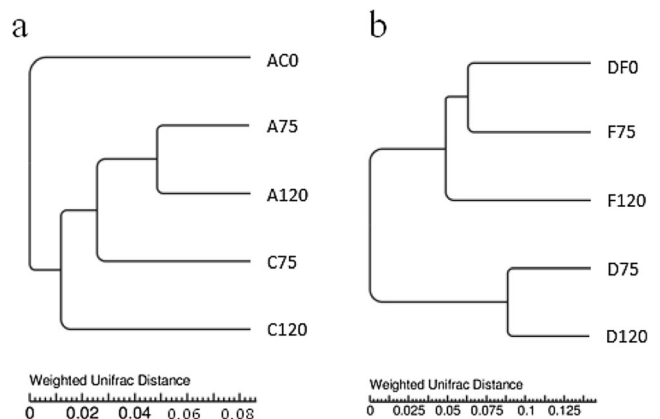 a
AC0
A75
A120
C75
C120
Weighted Unifrac Distance
0 0.02 0.04 0.06 0.08
b
DF0
F75
F120
D75
D120
Weighted Unifrac Distance
0 0.025 0.05 0.075 0.1 0.125